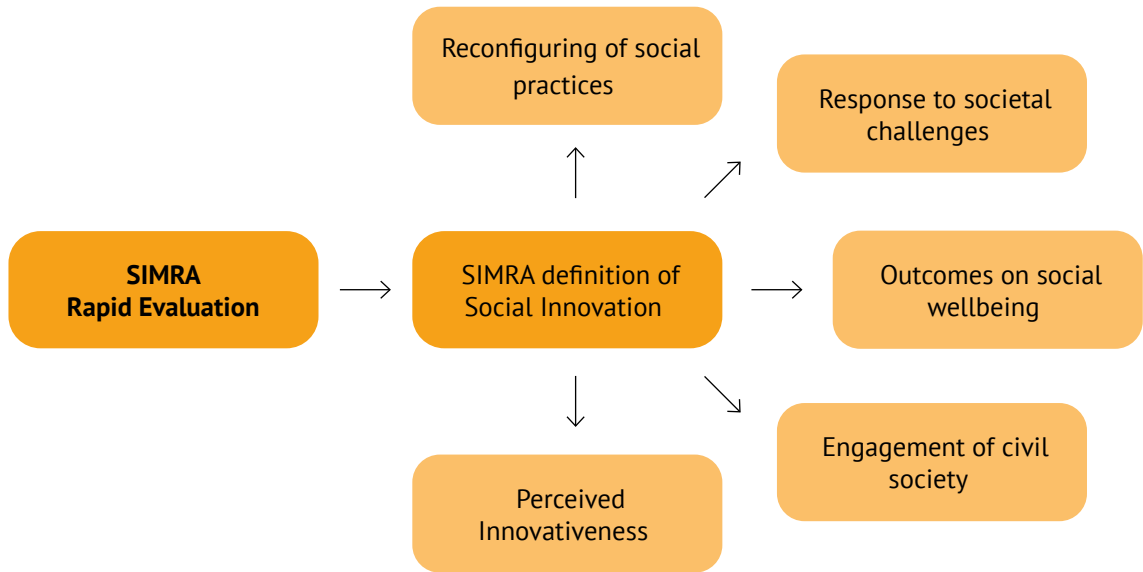 Reconfiguring of social
practices
Response to societal
challenges
SIMRA
Rapid Evaluation
SIMRA definition of
Social Innovation
Outcomes on social
wellbeing
Engagement of civil
society
Perceived
Innovativeness